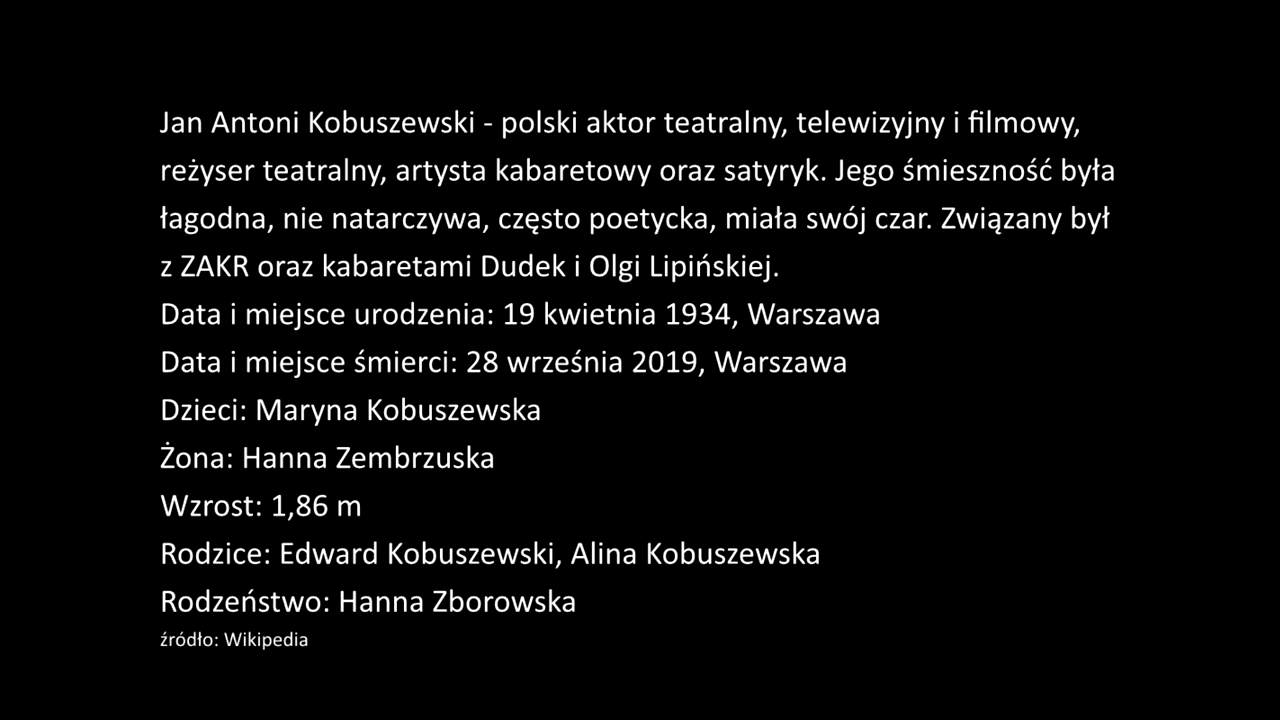 Jan Antoni Kobuszewski - polski aktor teatralny, telewizyjny i filmowy,
reżyser teatralny, artysta kabaretowy oraz satyryk. Jego śmieszność była
łagodna, nie natarczywa, często poetycka, miała swój czar. Związany był
z ZAKR oraz kabaretami Dudek i Olgi Lipińskiej.
Data i miejsce urodzenia: 19 kwietnia 1934, Warszawa
Data i miejsce śmierci: 28 września 2019, Warszawa
Dzieci: Maryna Kobuszewska
Żona: Hanna Zembrzuska
Wzrost: 1,86 m
Rodzice: Edward Kobuszewski, Alina Kobuszewska
Rodzeństwo: Hanna Zborowska
źródło: Wikipedia